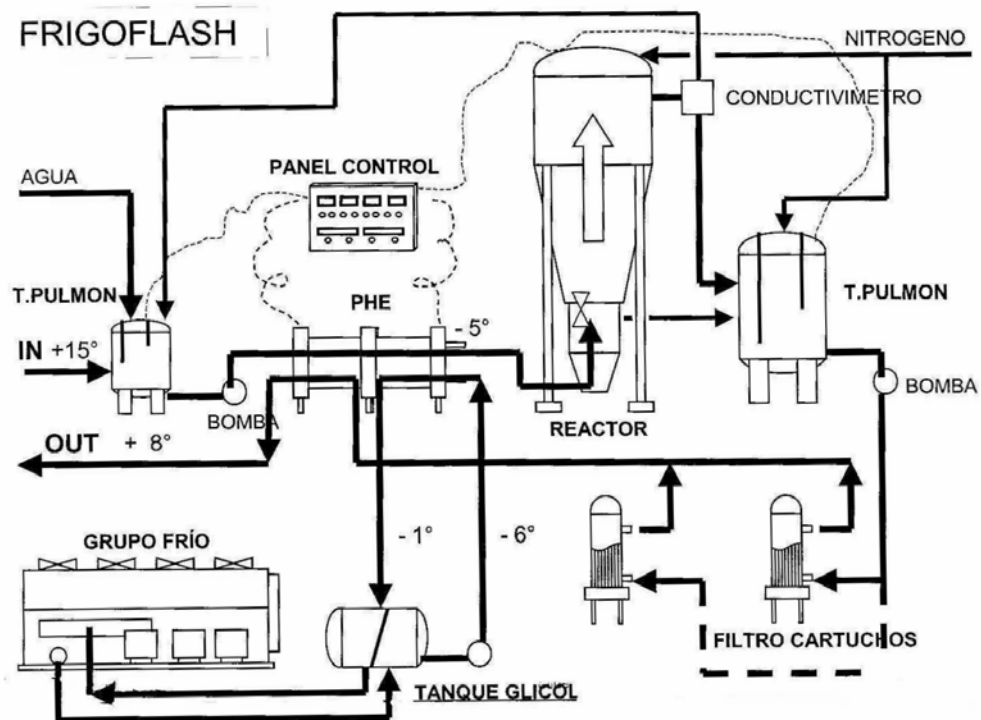 FRIGOFLASH
NITROGENO
CONDUCTIVIMETRO
AGUA
PANEL CONTROL
T.PULMON
PHE
T.PULMON
- 5°
IN +15°
BOMBA
BOMBA
REACTOR
OUT + 8°
- 1°
- 6°
GRUPO FRÍO
FILTRO CARTUCHOS
TANQUE GLICOL